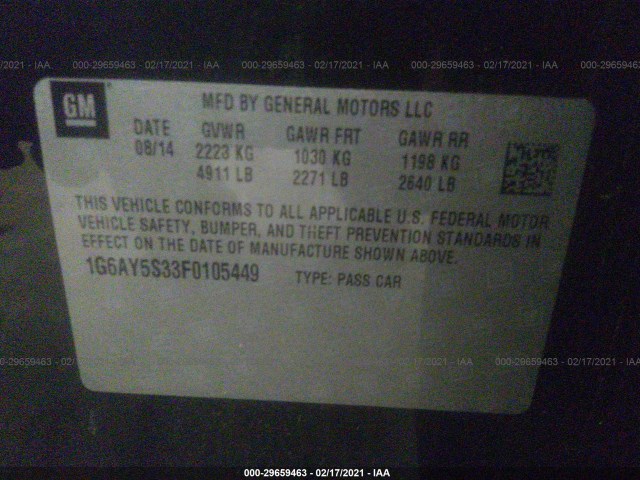 000-29659463 - 02/17/2021 - IAA
GM
MFD BY GENERAL MOTORS LLC
DATE GVWR GAWR FRT GAWR RR
08/14 2223 KG 1030 KG 1198 KG
4911 LB 2271 LB 2640 LB
THIS VEHICLE CONFORMS TO ALL APPLICABLE U.S. FEDERAL MOTOR
VEHICLE SAFETY, BUMPER, AND THEFT PREVENTION STANDARDS IN
EFFECT ON THE DATE OF MANUFACTURE SHOWN ABOVE.
1G6AY5S33F0105449 TYPE: PASS CAR
000-29659463 - 02/17/2021 - IAA
000-29659463 - 02/17/2021 - IAA